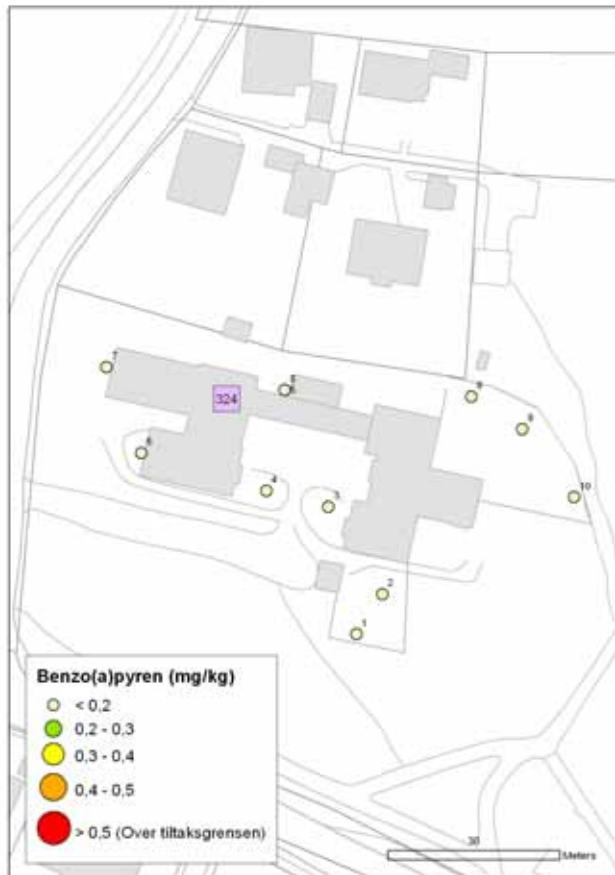 7
5
324
8
9
6
4
3
10
2
1
Benzo(a)pyren (mg/kg)
< 0,2
0,2 - 0,3
0,3 - 0,4
0,4 - 0,5
> 0,5 (Over tiltaksgrensen)
30
Meters